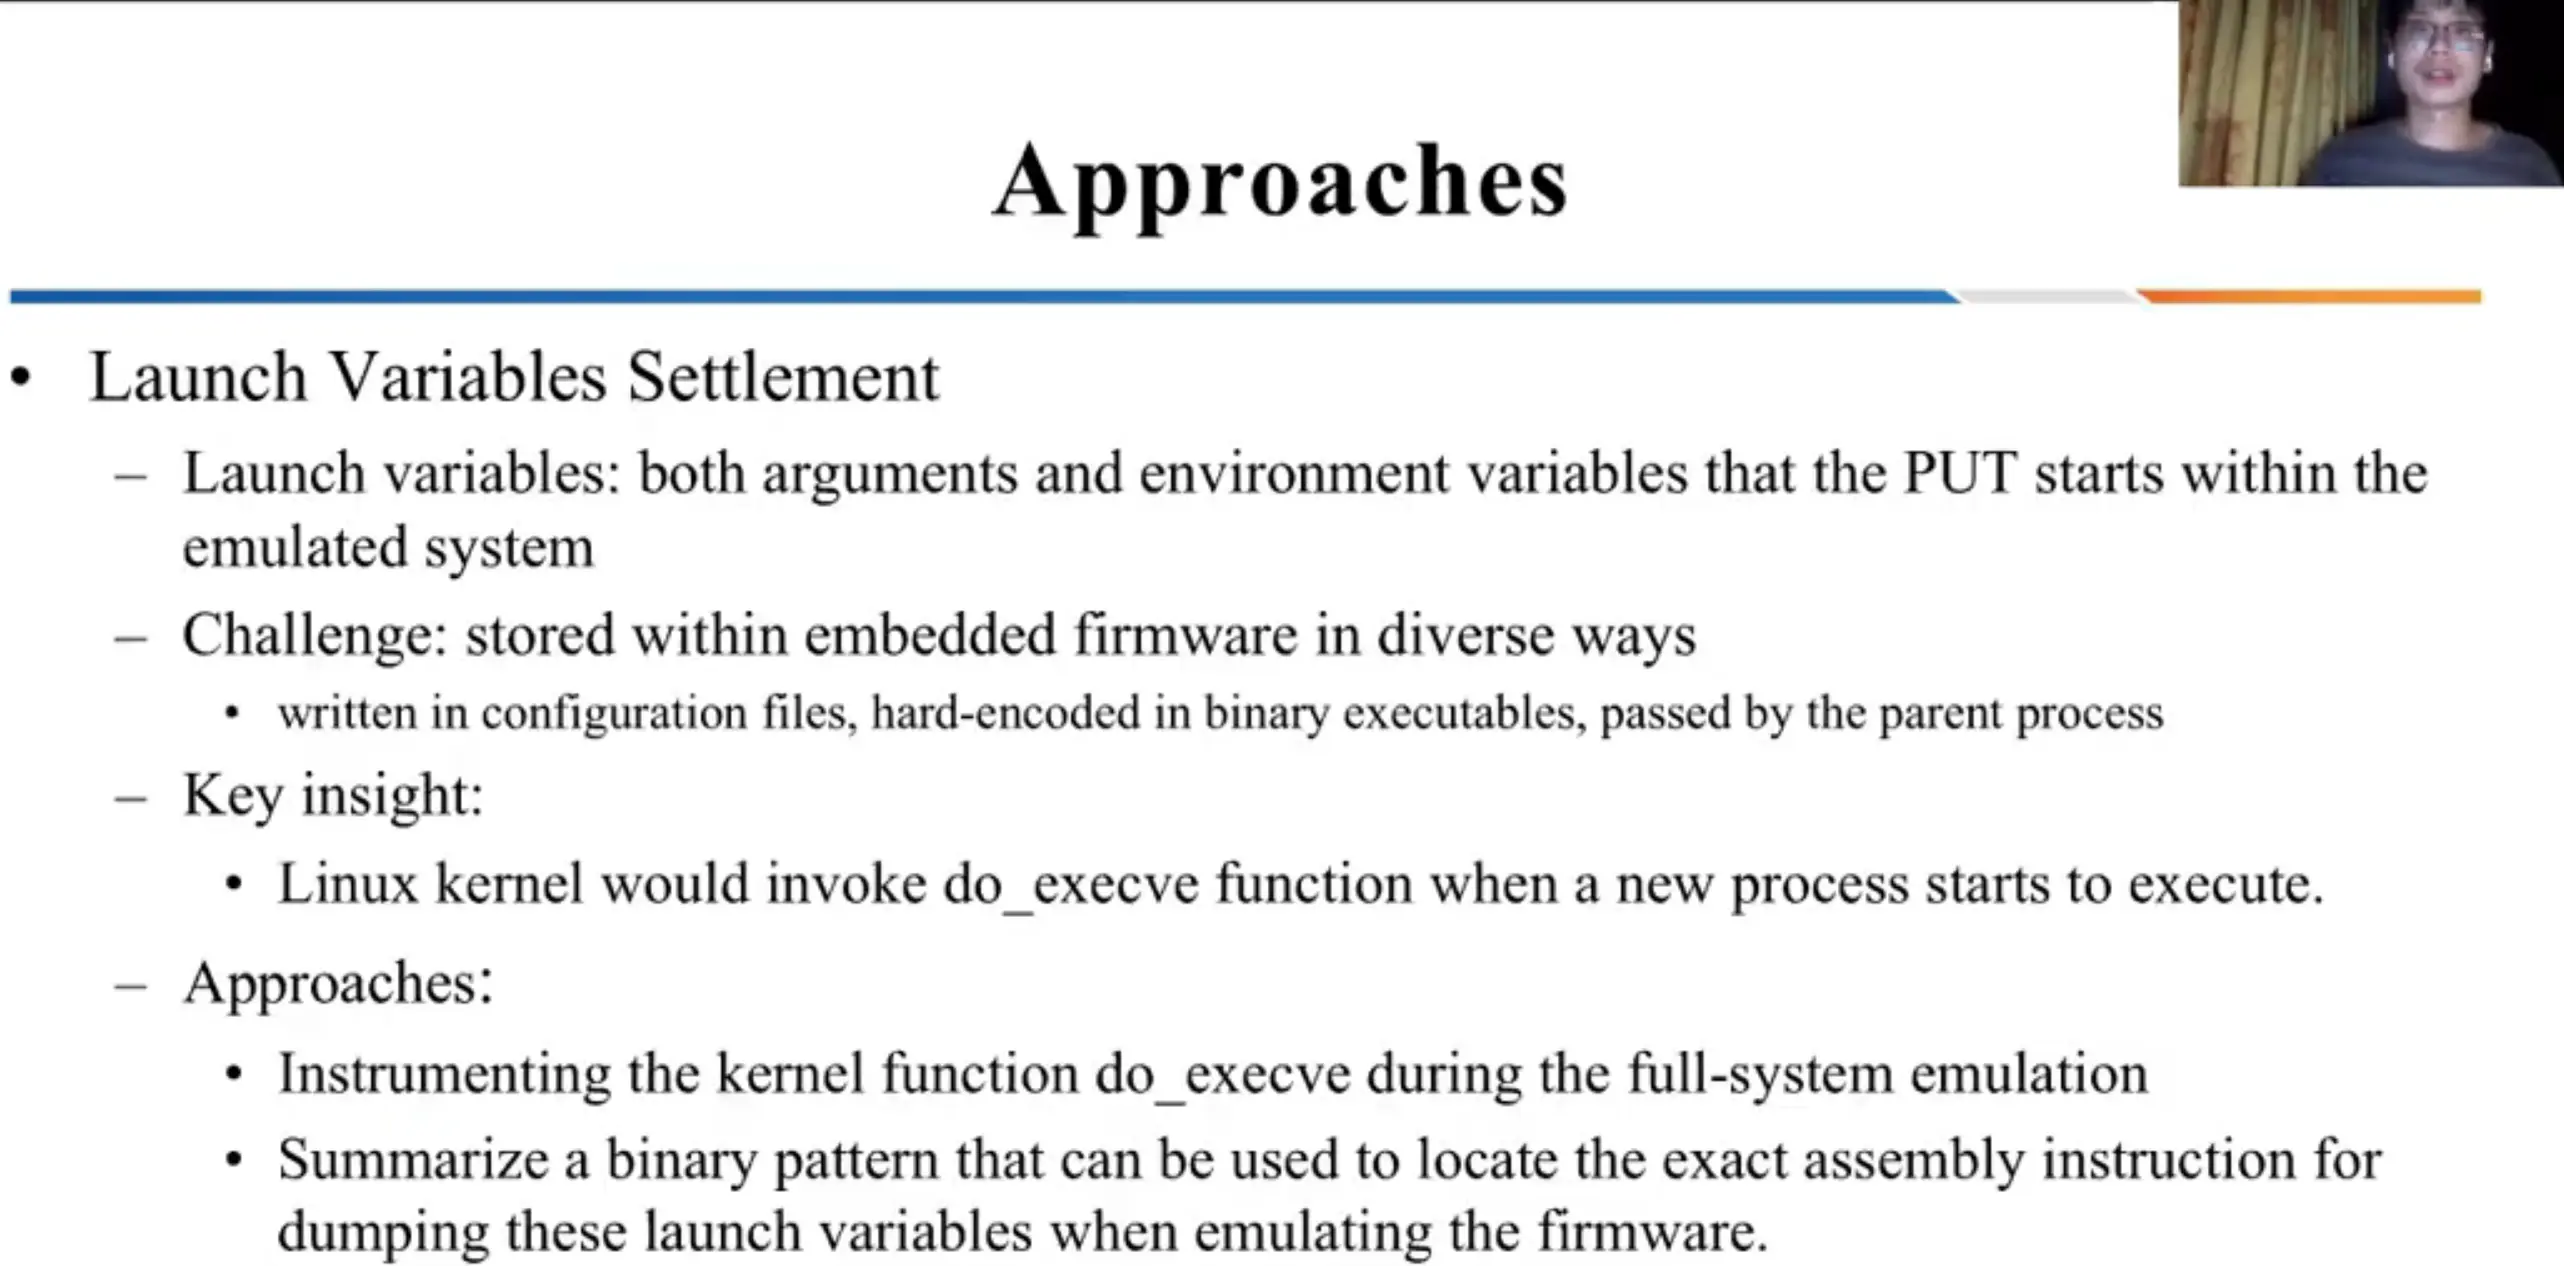 Approaches
• Launch Variables Settlement
– Launch variables: both arguments and environment variables that the PUT starts within the
emulated system
– Challenge: stored within embedded firmware in diverse ways
• written in configuration files, hard-encoded in binary executables, passed by the parent process
– Key insight:
• Linux kernel would invoke do_execve function when a new process starts to execute.
– Approaches:
• Instrumenting the kernel function do_execve during the full-system emulation
• Summarize a binary pattern that can be used to locate the exact assembly instruction for
dumping these launch variables when emulating the firmware.